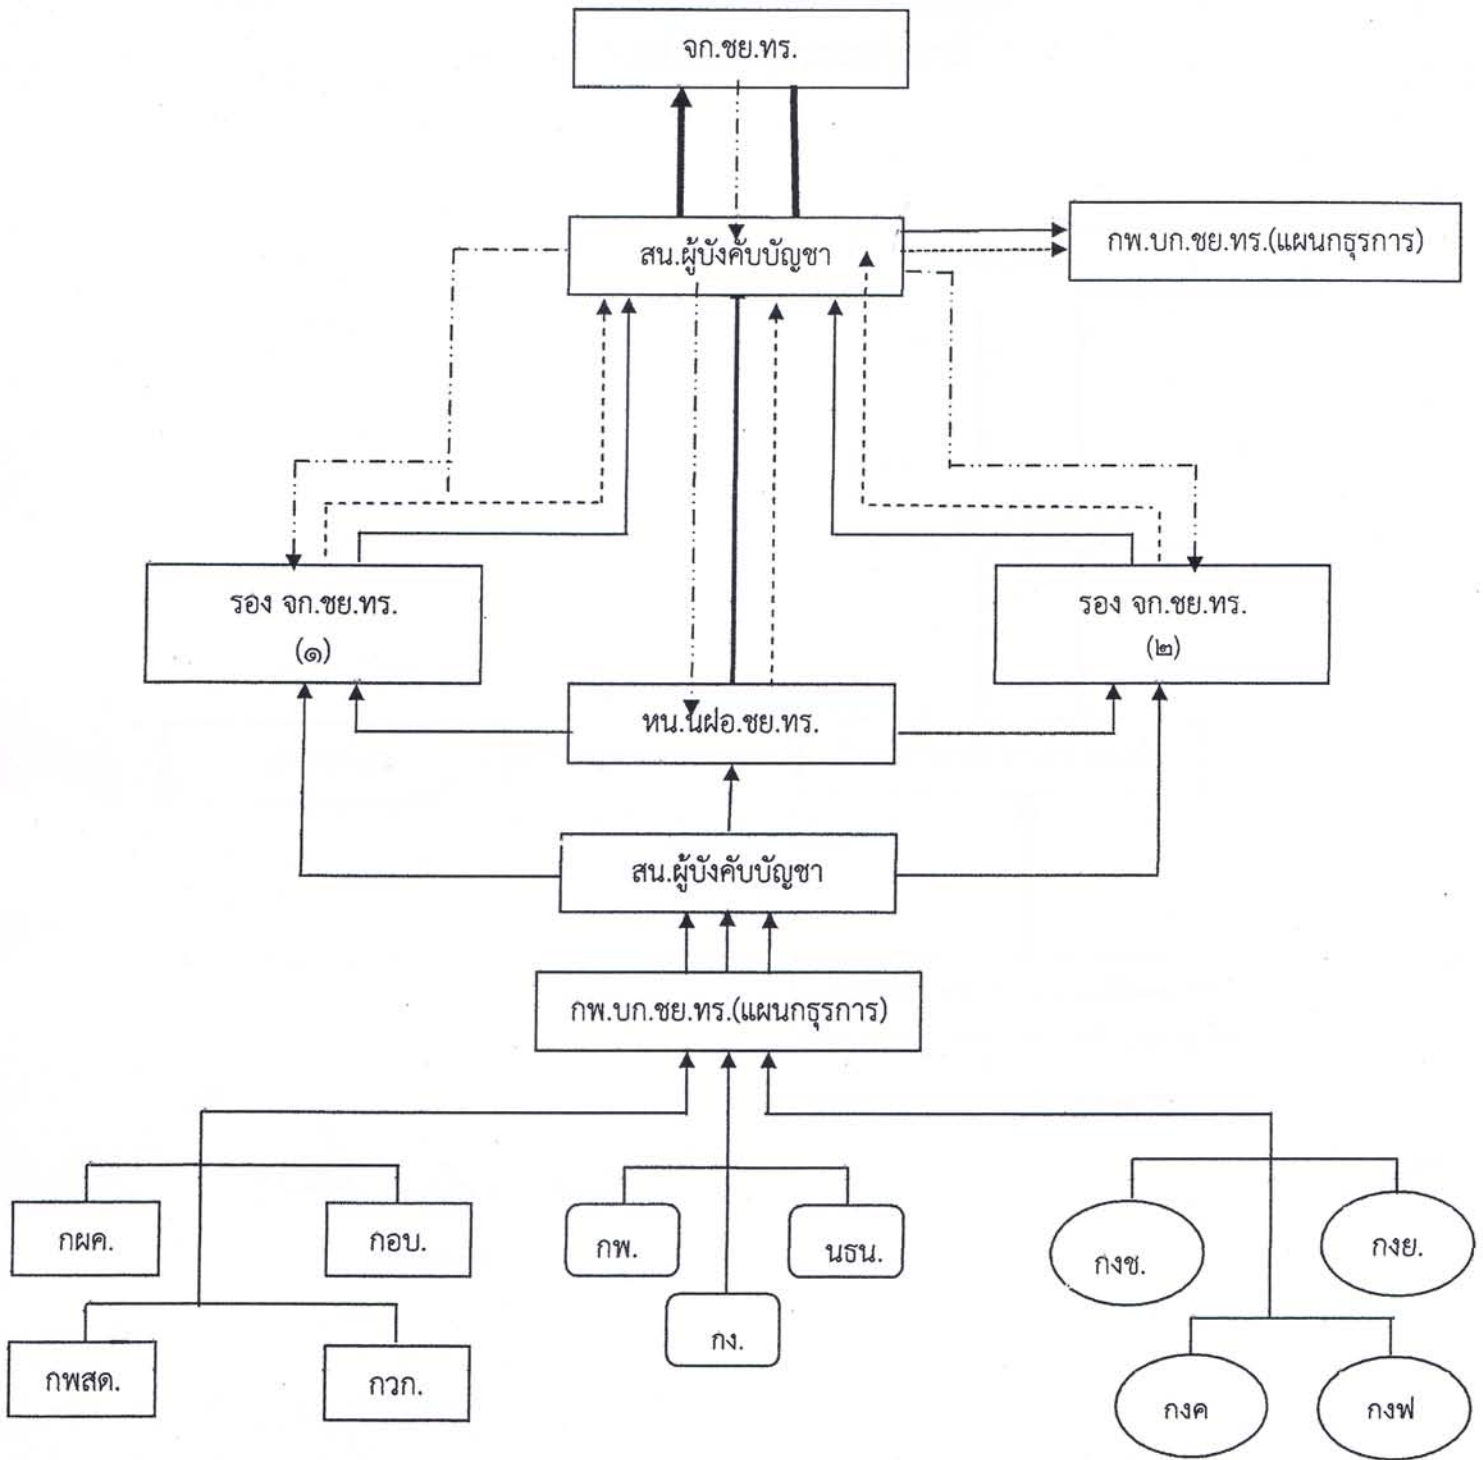 จก.ชย.ทร.
สน.ผู้บังคับบัญชา
กพ.บก.ชย.ทร.(แผนกธุรการ)
รอง จก.ชย.ทร.
(๑)
รอง จก.ชย.ทร.
(๒)
หน.นฝอ.ชย.ทร.
สน.ผู้บังคับบัญชา
กพ.บก.ชย.ทร.(แผนกธุรการ)
กผค.
กอบ.
กพ.
นธน.
กงช.
กงย.
กง.
กพสด.
กวก.
กงค
กงฟ